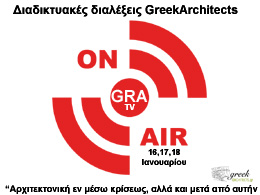 Διαδικτυακές διαλέξεις GreekArchitects
ON
GRA
TV
AIR
16,17,18
Ιανουαρίου
greek
“Αρχιτεκτονική εν μέσω κρίσεως, αλλά και μετά από αυτήν